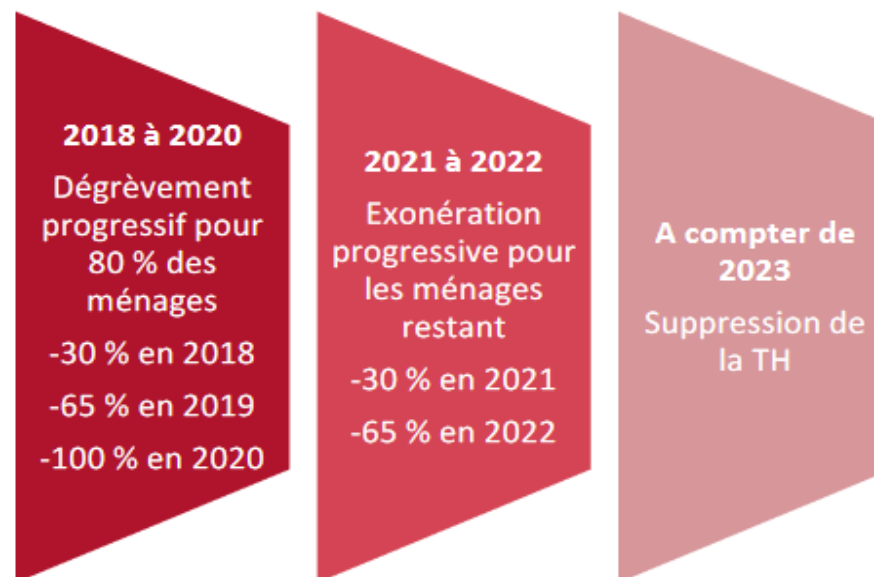 2018 à 2020
Dégrèvement
progressif pour
80 % des
ménages
-30 % en 2018
-65 % en 2019
-100 % en 2020
2021 à 2022
Exonération
progressive pour
les ménages
restant
-30 % en 2021
-65 % en 2022
A compter de
2023
Suppression de
la TH